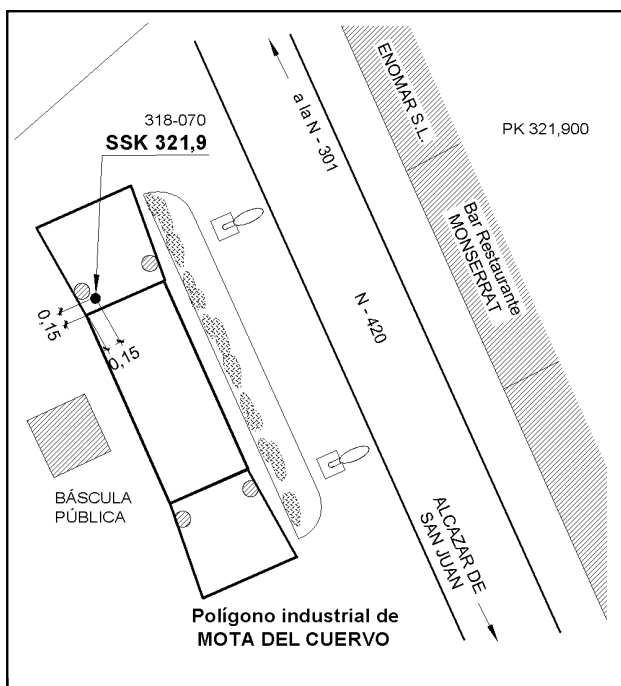 318-070
SSK 321,9
a la N - 301
ENOMAR S.L.
PK 321,900
Bar Restaurante
MONSERRAT
N - 420
0,15
0,15
BÁSCULA
PÚBLICA
ALCAZAR DE
SAN JUAN
Polígono industrial de
MOTA DEL CUERVO